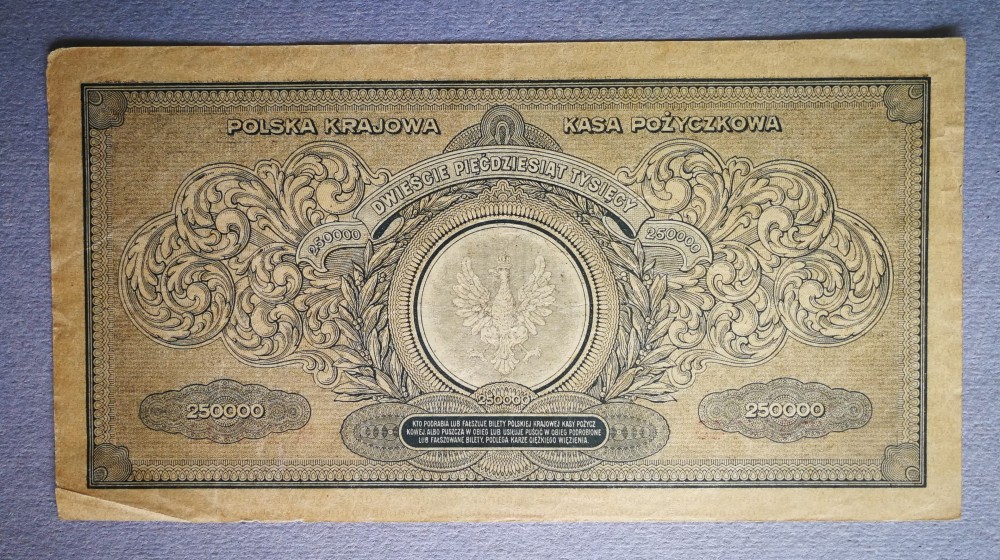 POLSKA KRAJOWA KASA POŻYCZKOWA
DWIEŚCIE PIĘĆDZIESIĄT TYSIĘCY
250000 250000
250000
250000 250000
KTO PODRABIA LUB FAŁSZUJE BILETY POLSKIEJ KRAJOWEJ KASY POŻYCZ
KOWEJ ALBO PUSZCZA W OBIEG LUB USIŁUJE PUŚCIĆ W OBIEG PODROBIONE
LUB FAŁSZOWANE BILETY, PODLEGA KARZE CIĘŻKIEGO WIĘZIENIA.